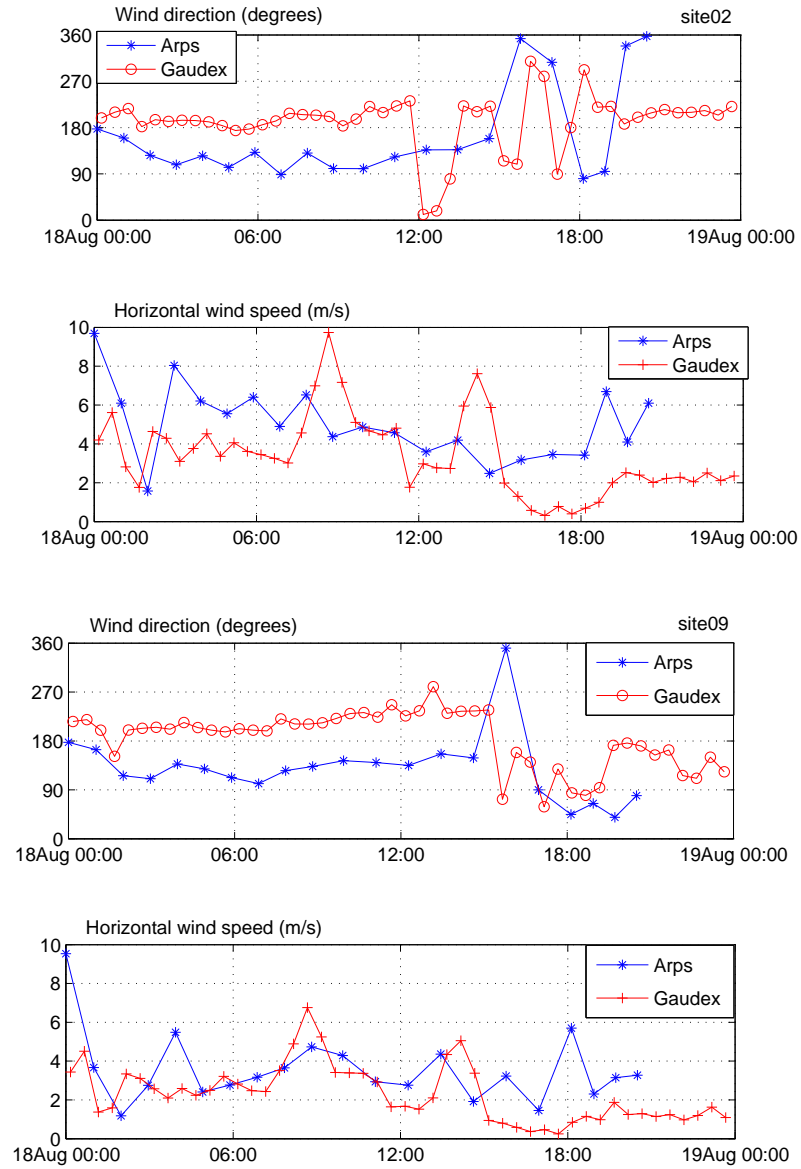 Wind direction (degrees) site02
360
270
180
90
0
Arps
Gaudex
18Aug 00:00 06:00 12:00 18:00 19Aug 00:00
Horizontal wind speed (m/s)
10
8
6
4
2
0
Arps
Gaudex
18Aug 00:00 06:00 12:00 18:00 19Aug 00:00
Wind direction (degrees) site09
360
270
180
90
0
Arps
Gaudex
18Aug 00:00 06:00 12:00 18:00 19Aug 00:00
Horizontal wind speed (m/s)
10
8
6
4
2
0
Arps
Gaudex
18Aug 00:00 06:00 12:00 18:00 19Aug 00:00